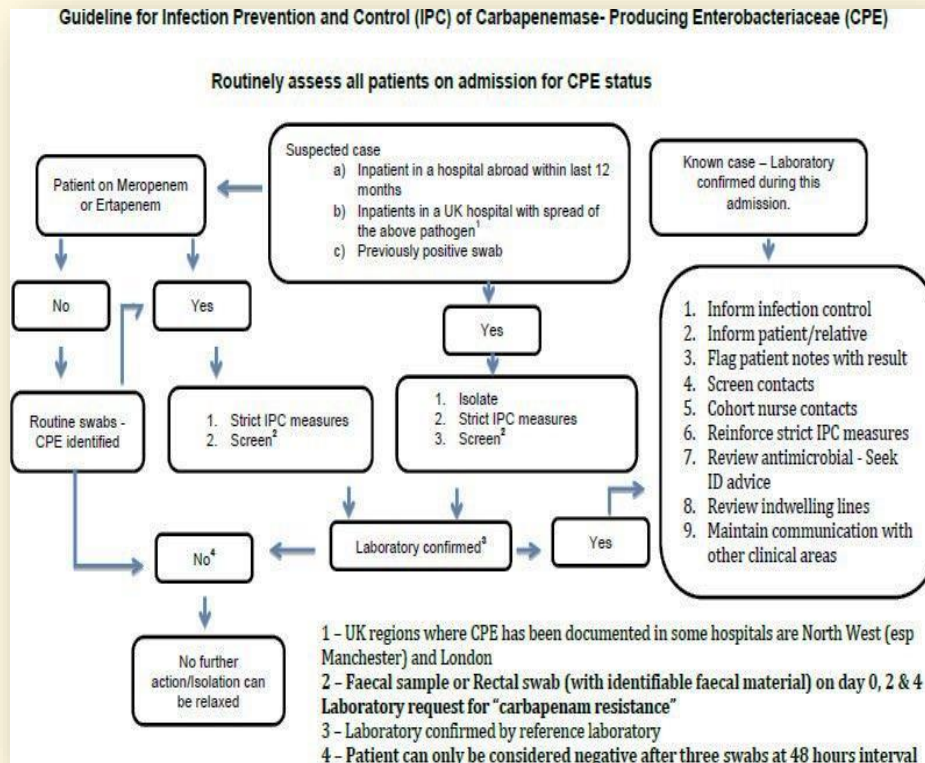 Guideline for Infection Prevention and Control (IPC) of Carbapenemase- Producing Enterobacteriaceae (CPE)
Routinely assess all patients on admission for CPE status
Patient on Meropenem
or Ertapenem
Suspected case
a) Inpatient in a hospital abroad within last 12
months
b) Inpatients in a UK hospital with spread of
the above pathogen1
c) Previously positive swab
Known case – Laboratory
confirmed during this
admission.
No
Yes
Yes
Routine swabs -
CPE identified
1. Strict IPC measures
2. Screen2
1. Isolate
2. Strict IPC measures
3. Screen2
1. Inform infection control
2. Inform patient/relative
3. Flag patient notes with result
4. Screen contacts
5. Cohort nurse contacts
6. Reinforce strict IPC measures
7. Review antimicrobial - Seek
ID advice
8. Review indwelling lines
9. Maintain communication with
other clinical areas
No4
Laboratory confirmed3
Yes
No further
action/Isolation can
be relaxed
1 – UK regions where CPE has been documented in some hospitals are North West (esp
Manchester) and London
2 – Faecal sample or Rectal swab (with identifiable faecal material) on day 0, 2 & 4
Laboratory request for "carbapenam resistance"
3 – Laboratory confirmed by reference laboratory
4 – Patient can only be considered negative after three swabs at 48 hours interval